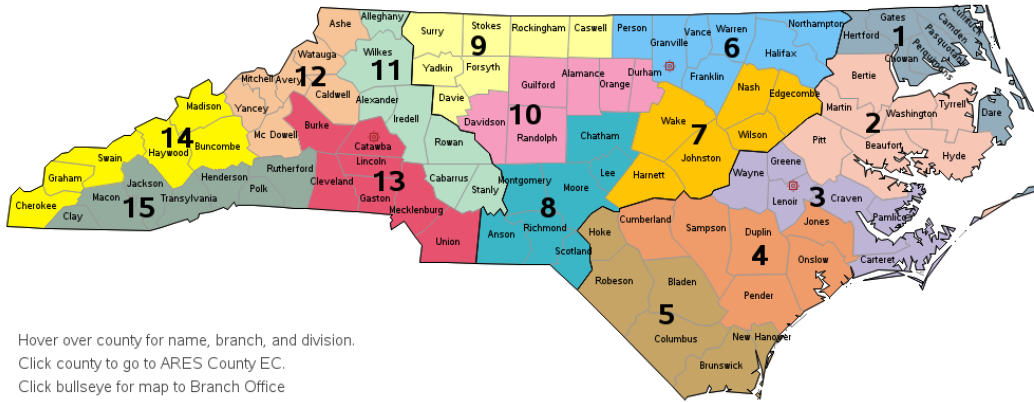 Ashe
Alleghany
Surry
Stokes
Rockingham
Caswell
Person
Granville
Vance
Warren
Northampton
Gates
Hertford
Currituck
Camden
Pasquotank
Perquimans
Chowan
1
Watauga
Wilkes
11
9
6
Halifax
Bertie
Mitchell
Avery
12
Yadkin
Forsyth
Guilford
Alamance
Orange
Durham
Franklin
Nash
Edgecombe
Martin
Washington
Tyrrell
Dare
Madison
Yancey
Caldwell
Alexander
Iredell
Davie
Davidson
10
Randolph
Chatham
Wake
7
Wilson
Pitt
2
Beaufort
Hyde
14
Buncombe
Haywood
Mc Dowell
Burke
Catawba
Rowan
Johnston
Greene
Swain
Graham
Lincoln
Cleveland
13
Gaston
Cabarrus
Stanly
Montgomery
Moore
Lee
Harnett
Wayne
Lenoir
3
Craven
Pamlico
Jones
Cherokee
Clay
Macon
Jackson
15
Transylvania
Henderson
Polk
Rutherford
Mecklenburg
Union
Anson
8
Richmond
Scotland
Hoke
Cumberland
Sampson
Duplin
4
Onslow
Carteret
Robeson
Bladen
Pender
5
Columbus
New Hanover
Brunswick
Hover over county for name, branch, and division.
Click county to go to ARES County EC.
Click bullseye for map to Branch Office